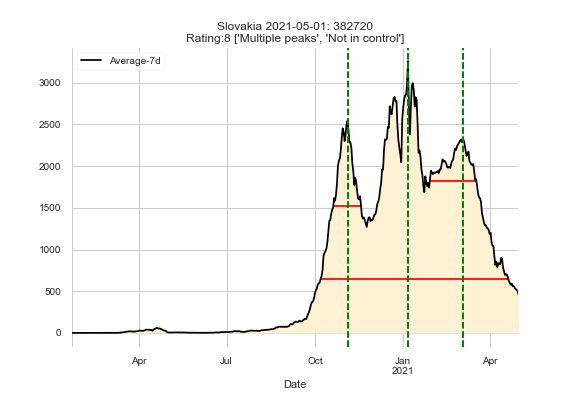 Slovakia 2021-05-01: 382720
Rating:8 ['Multiple peaks', 'Not in control']
Average-7d
3000
2500
2000
1500
1000
500
0
Apr
Jul
Oct
Jan
2021
Apr
Date